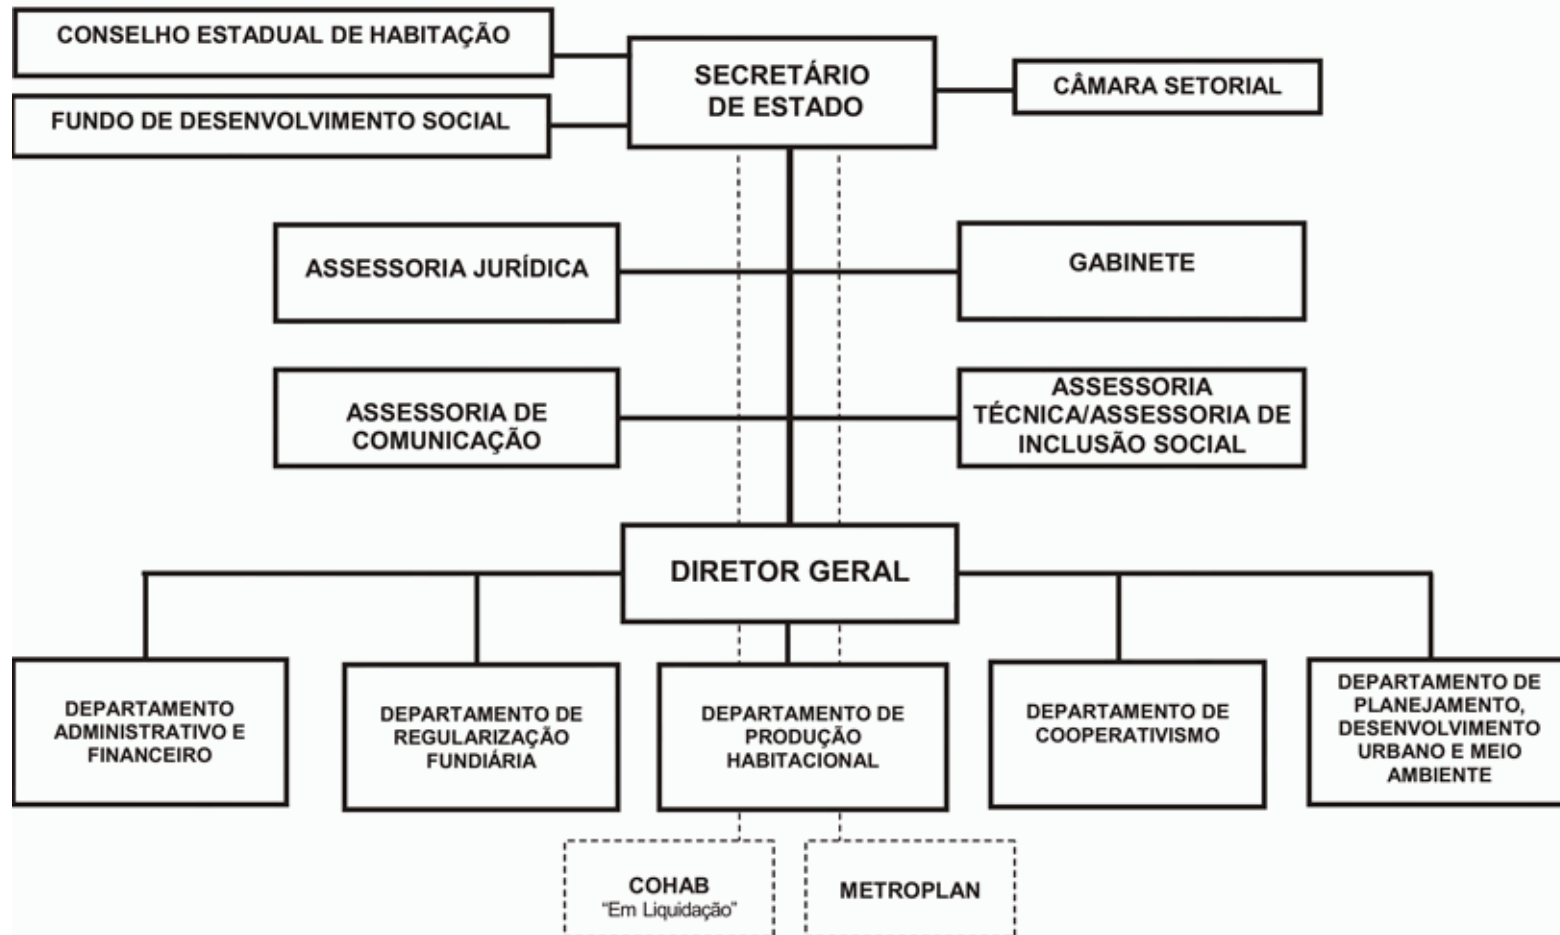 CONSELHO ESTADUAL DE HABITAÇÃO
FUNDO DE DESENVOLVIMENTO SOCIAL
SECRETÁRIO
DE ESTADO
CÂMARA SETORIAL
ASSESSORIA JURÍDICA
GABINETE
ASSESSORIA DE
COMUNICAÇÃO
ASSESSORIA
TÉCNICA/ASSESSORIA DE
INCLUSÃO SOCIAL
DIRETOR GERAL
DEPARTAMENTO
ADMINISTRATIVO E
FINANCEIRO
DEPARTAMENTO DE
REGULARIZAÇÃO
FUNDIÁRIA
DEPARTAMENTO DE
PRODUÇÃO
HABITACIONAL
DEPARTAMENTO DE
COOPERATIVISMO
DEPARTAMENTO DE
PLANEJAMENTO,
DESENVOLVIMENTO
URBANO E MEIO
AMBIENTE
COHAB
“Em Liquidação”
METROPLAN